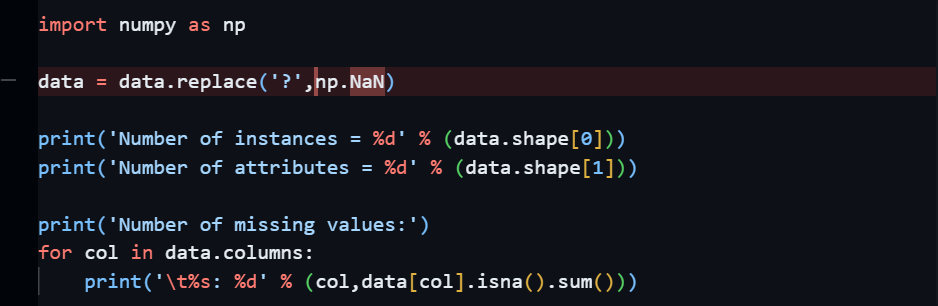 import numpy as np
data = data.replace('?',np.NaN)
print('Number of instances = %d' % (data.shape[0]))
print('Number of attributes = %d' % (data.shape[1]))
print('Number of missing values:')
for col in data.columns:
    print('\t%s: %d' % (col,data[col].isna().sum()))